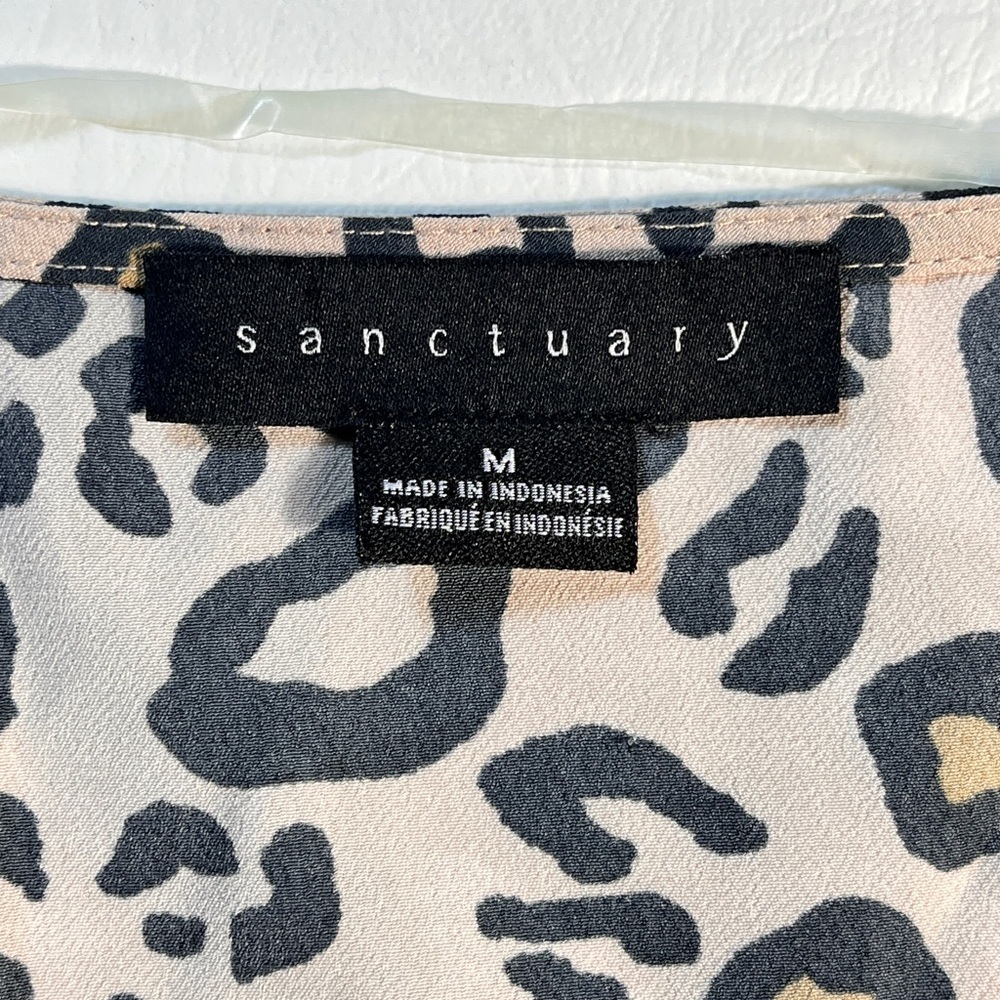 sanctuary
M
MADE IN INDONESIA
FABRIQUÉ EN INDONÉSIE